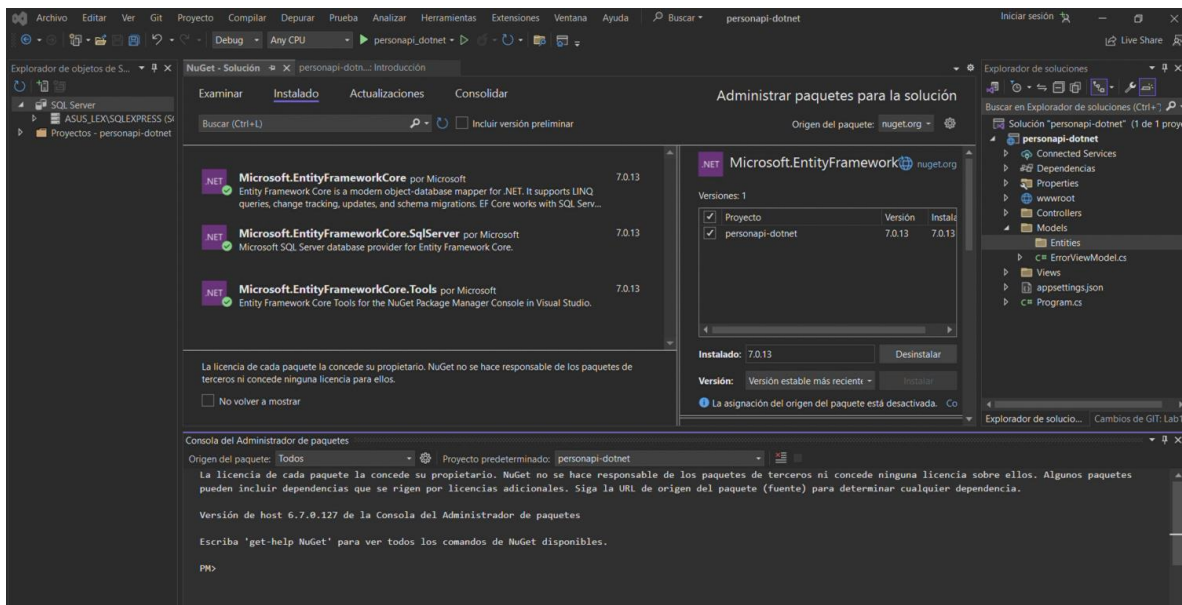 Archivo Editar Ver Git Proyecto Compilar Depurar Prueba Analizar Herramientas Extensiones Ventana Ayuda Buscar personapi-dotnet Iniciar sesión
Debug Any CPU personapi_dotnet Live Share
Explorador de objetos de S...
SQL Server
ASUS_LEX\SQLEXPRESS (S
Proyectos - personapi-dotnet
NuGet - Solución personapi-dotn...: Introducción
Examinar Instalado Actualizaciones Consolidar
Administrar paquetes para la solución
Buscar (Ctrl+L) Incluir versión preliminar
Origen del paquete: nuget.org
.NET Microsoft.EntityFrameworkCore por Microsoft 7.0.13
Entity Framework Core is a modern object-database mapper for .NET. It supports LINQ
queries, change tracking, updates, and schema migrations. EF Core works with SQL Serv...
.NET Microsoft.EntityFrameworkCore.SqlServer por Microsoft 7.0.13
Microsoft SQL Server database provider for Entity Framework Core.
.NET Microsoft.EntityFrameworkCore.Tools por Microsoft 7.0.13
Entity Framework Core Tools for the NuGet Package Manager Console in Visual Studio.
La licencia de cada paquete la concede su propietario. NuGet no se hace responsable de los paquetes de
terceros ni concede ninguna licencia para ellos.
No volver a mostrar
.NET Microsoft.EntityFramework nuget.org
Versiones: 1
Proyecto Versión Instala
personapi-dotnet 7.0.13 7.0.13
Instalado: 7.0.13 Desinstalar
Versión: Versión estable más reciente Instalar
La asignación del origen del paquete está desactivada. Co
Explorador de soluciones
Buscar en Explorador de soluciones (Ctrl+
Solución "personapi-dotnet" (1 de 1 proye
personapi-dotnet
Connected Services
Dependencias
Properties
wwwroot
Controllers
Models
Entities
C# ErrorViewModel.cs
Views
appsettings.json
C# Program.cs
Explorador de solucio... Cambios de GIT: Lab1
Consola del Administrador de paquetes
Origen del paquete: Todos Proyecto predeterminado: personapi-dotnet
La licencia de cada paquete la concede su propietario. NuGet no se hace responsable de los paquetes de terceros ni concede ninguna licencia sobre ellos. Algunos paquetes
pueden incluir dependencias que se rigen por licencias adicionales. Siga la URL de origen del paquete (fuente) para determinar cualquier dependencia.
Versión de host 6.7.0.127 de la Consola del Administrador de paquetes
Escriba 'get-help NuGet' para ver todos los comandos de NuGet disponibles.
PM>